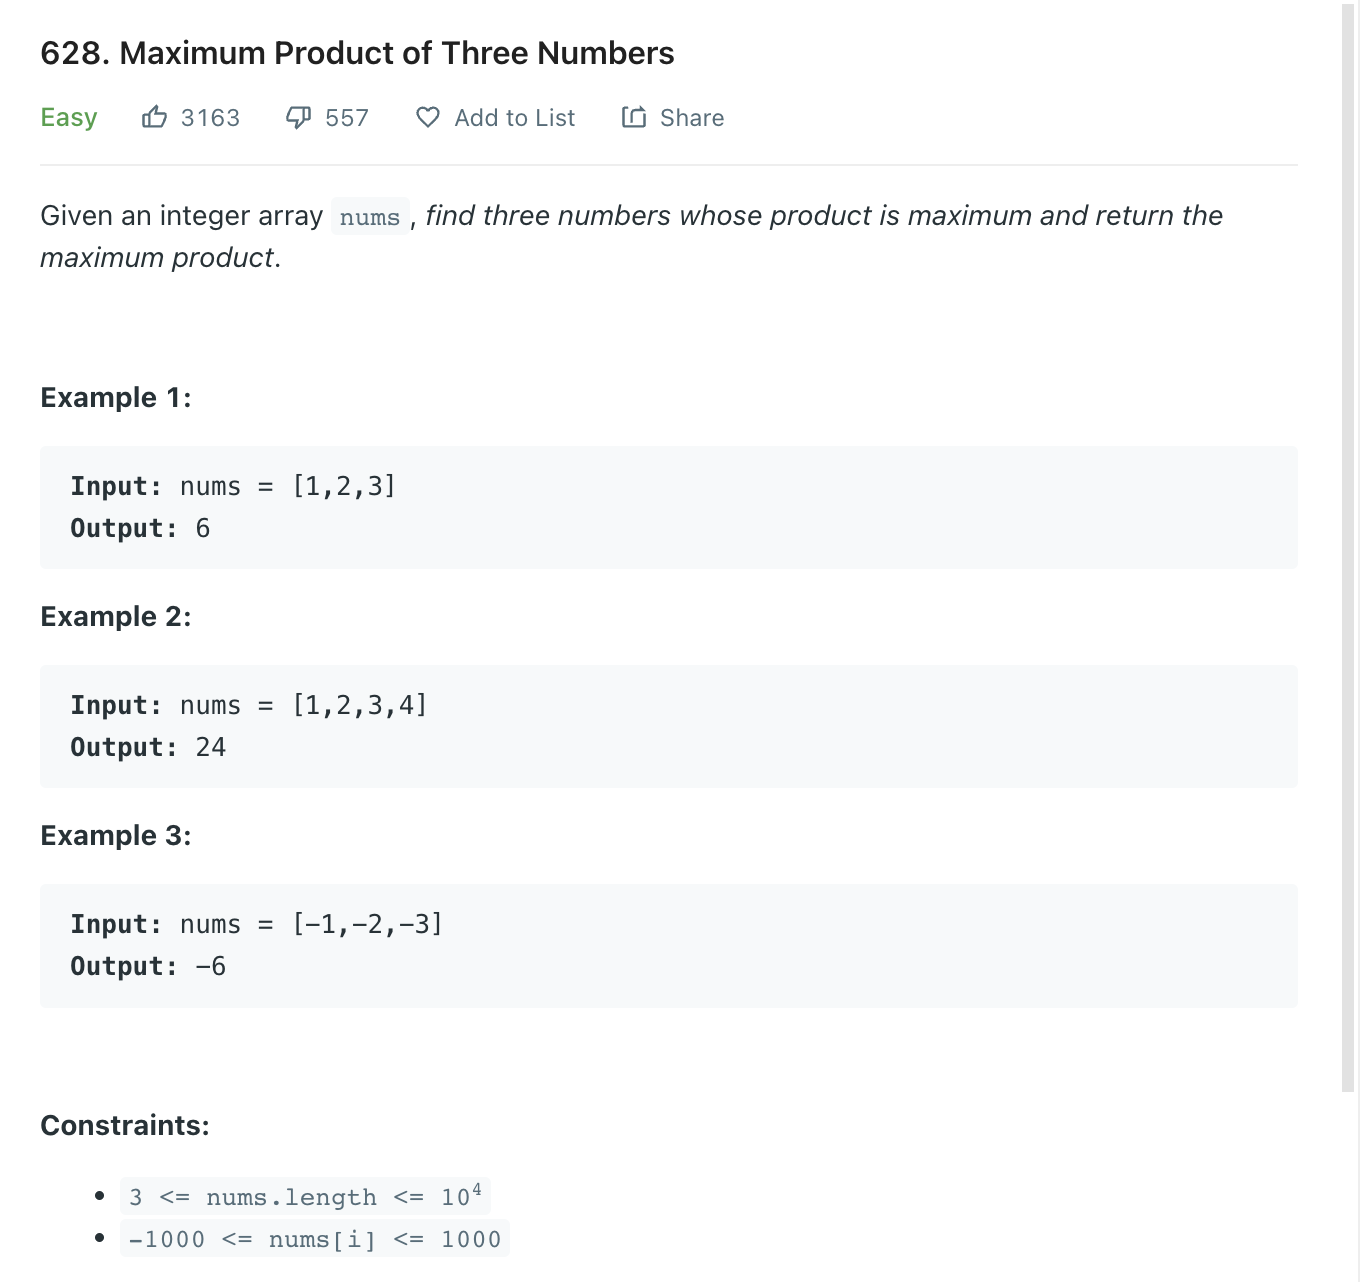 628. Maximum Product of Three Numbers
Easy 3163 557 Add to List Share
Given an integer array nums, find three numbers whose product is maximum and return the
maximum product.
Example 1:
Input: nums = [1,2,3]
Output: 6
Example 2:
Input: nums = [1,2,3,4]
Output: 24
Example 3:
Input: nums = [−1,−2,−3]
Output: −6
Constraints:
• 3 <= nums.length <= 10⁴
• −1000 <= nums[i] <= 1000